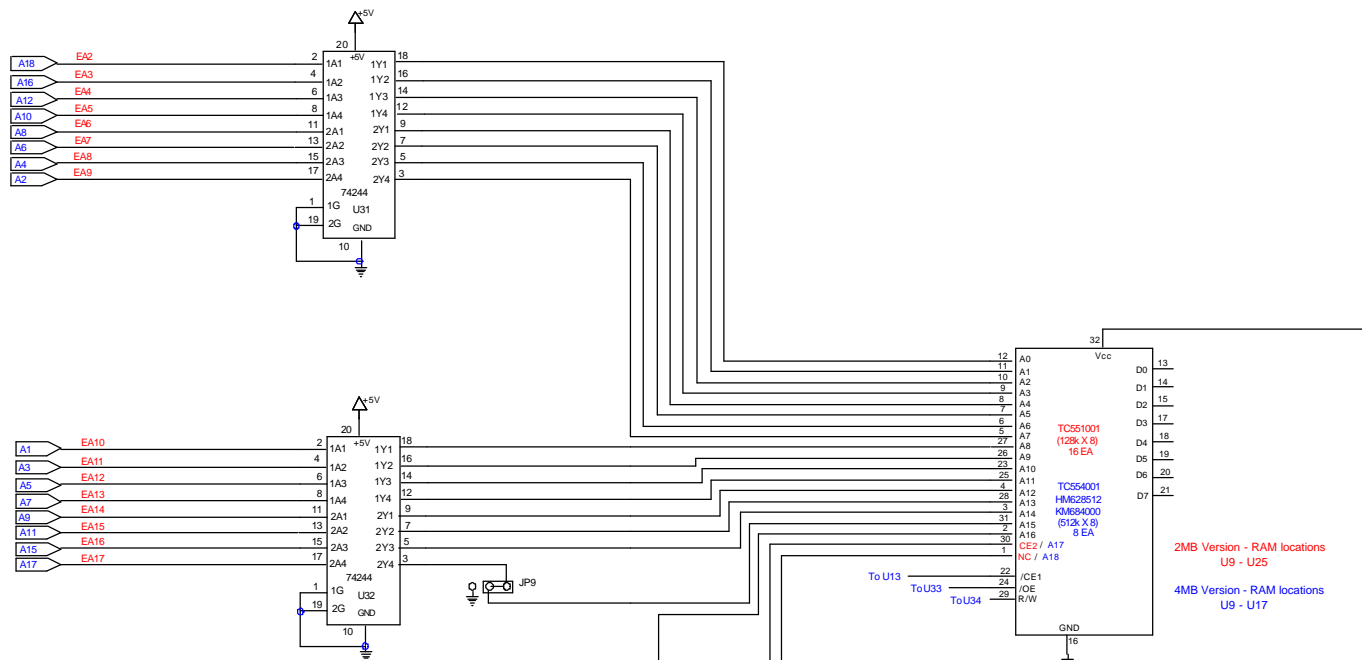 +5V
20
A18 EA2 2 1A1 +5V 1Y1 18
A16 EA3 4 1A2 1Y2 16
A12 EA4 6 1A3 1Y3 14
A10 EA5 8 1A4 1Y4 12
A8 EA6 11 2A1 2Y1 9
A6 EA7 13 2A2 2Y2 7
A4 EA8 15 2A3 2Y3 5
A2 EA9 17 2A4 2Y4 3
74244
1 1G U31
19 2G GND
10
+5V
20
A1 EA10 2 1A1 +5V 1Y1 18
A3 EA11 4 1A2 1Y2 16
A5 EA12 6 1A3 1Y3 14
A7 EA13 8 1A4 1Y4 12
A9 EA14 11 2A1 2Y1 9
A11 EA15 13 2A2 2Y2 7
A15 EA16 15 2A3 2Y3 5
A17 EA17 17 2A4 2Y4 3
74244
1 1G U32
19 2G GND
10
JP9
32
Vcc
12 A0 D0 13
11 A1 D1 14
10 A2 D2 15
9 A3 D3 17
8 A4 D4 18
7 A5 D5 19
6 A6 D6 20
5 A7 D7 21
27 A8
26 A9
23 A10
25 A11
4 A12
28 A13
3 A14
31 A15
2 A16
30 CE2 / A17
1 NC / A18
To U13 22 /CE1
To U33 24 /OE
To U34 29 R/W
GND
16
TC551001
(128k X 8)
16 EA
TC554001
HM628512
KM684000
(512k X 8)
8 EA
2MB Version - RAM locations
U9 - U25
4MB Version - RAM locations
U9 - U17